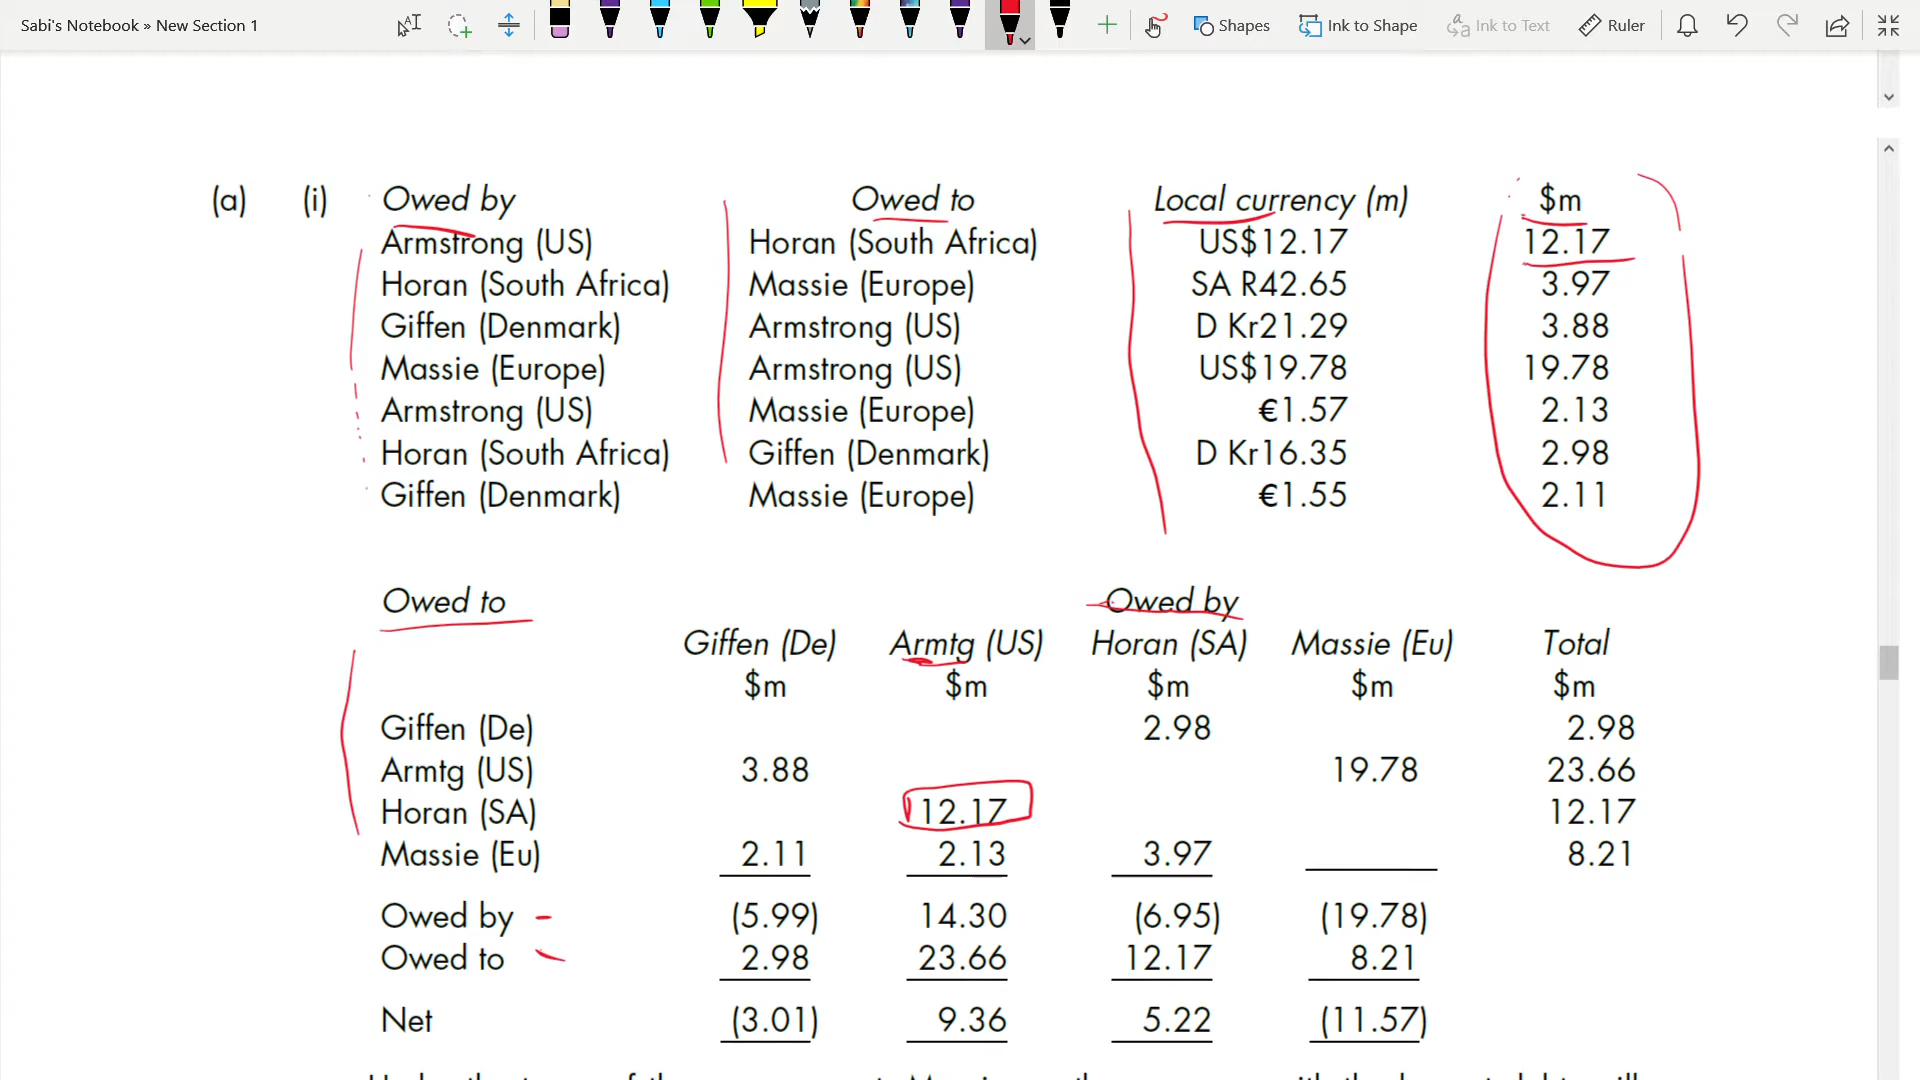 Sabi's Notebook » New Section 1
Shapes Ink to Shape Ink to Text Ruler
(a) (i) Owed by Owed to Local currency (m) $m
Armstrong (US) Horan (South Africa) US$12.17 12.17
Horan (South Africa) Massie (Europe) SA R42.65 3.97
Giffen (Denmark) Armstrong (US) D Kr21.29 3.88
Massie (Europe) Armstrong (US) US$19.78 19.78
Armstrong (US) Massie (Europe) €1.57 2.13
Horan (South Africa) Giffen (Denmark) D Kr16.35 2.98
Giffen (Denmark) Massie (Europe) €1.55 2.11
Owed to Owed by
Giffen (De) Armtg (US) Horan (SA) Massie (Eu) Total
$m $m $m $m $m
Giffen (De) 2.98 2.98
Armtg (US) 3.88 19.78 23.66
Horan (SA) 12.17 12.17
Massie (Eu) 2.11 2.13 3.97 8.21
Owed by (5.99) 14.30 (6.95) (19.78)
Owed to 2.98 23.66 12.17 8.21
Net (3.01) 9.36 5.22 (11.57)